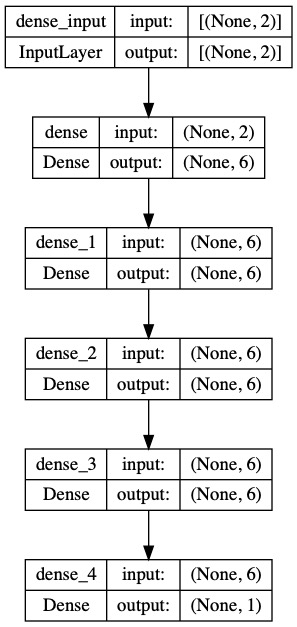 dense_input input: [(None, 2)]
InputLayer output: [(None, 2)]
dense input: (None, 2)
Dense output: (None, 6)
dense_1 input: (None, 6)
Dense output: (None, 6)
dense_2 input: (None, 6)
Dense output: (None, 6)
dense_3 input: (None, 6)
Dense output: (None, 6)
dense_4 input: (None, 6)
Dense output: (None, 1)